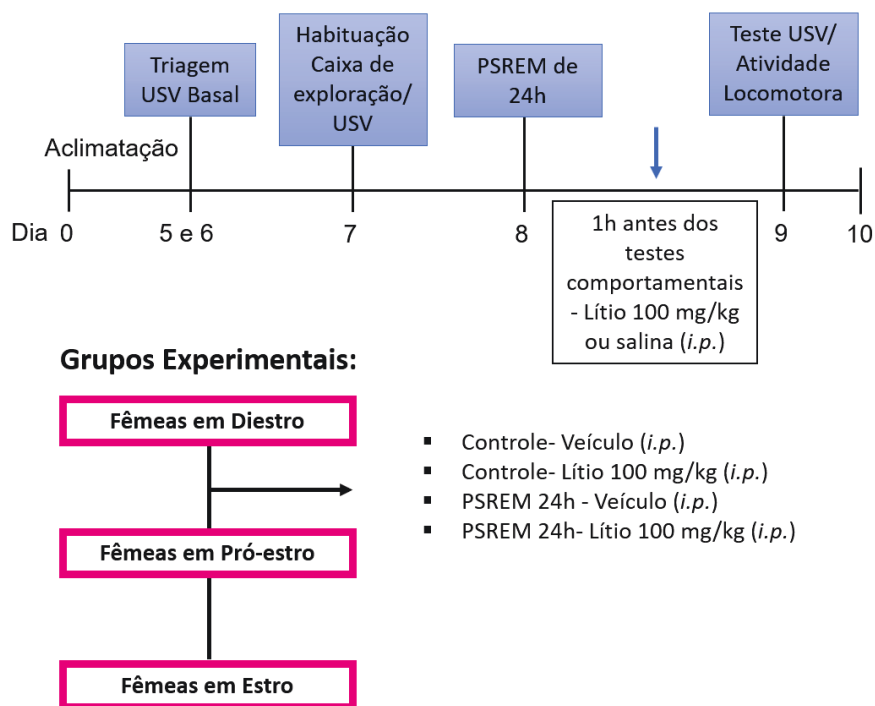 Triagem
USV Basal
Habituação
Caixa de
exploração/
USV
PSREM de
24h
Teste USV/
Atividade
Locomotora
Aclimatação
Dia 0 5 e 6 7 8 9 10
1h antes dos
testes
comportamentais
- Lítio 100 mg/kg
ou salina (i.p.)
Grupos Experimentais:
Fêmeas em Diestro
Fêmeas em Pró-estro
Fêmeas em Estro
▪ Controle- Veículo (i.p.)
▪ Controle- Lítio 100 mg/kg (i.p.)
▪ PSREM 24h - Veículo (i.p.)
▪ PSREM 24h- Lítio 100 mg/kg (i.p.)